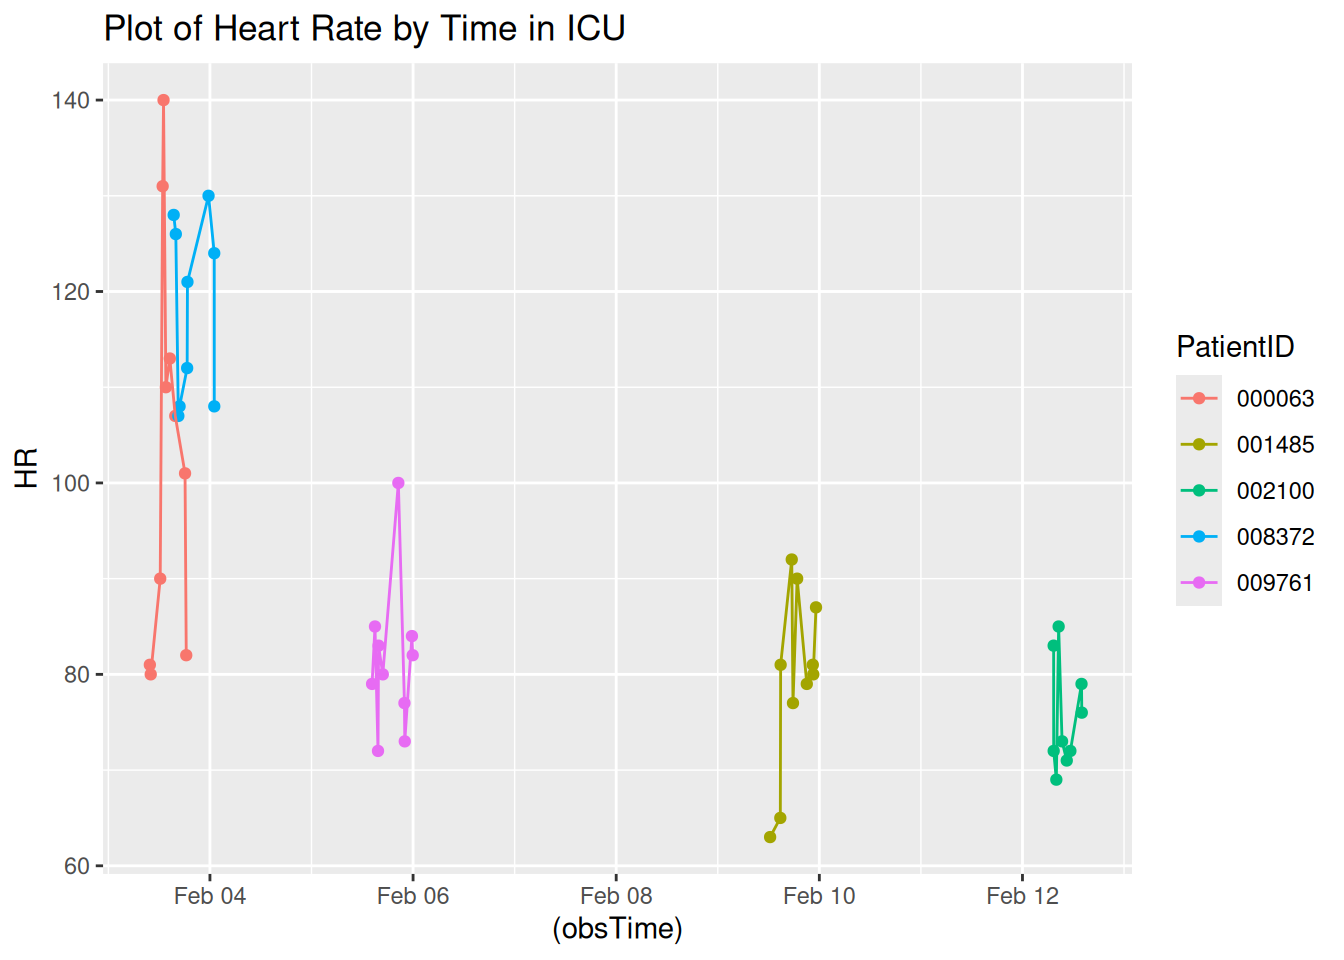 Plot of Heart Rate by Time in ICU
140
120
100
80
60
HR
Feb 04
Feb 06
Feb 08
Feb 10
Feb 12
(obsTime)
PatientID
000063
001485
002100
008372
009761